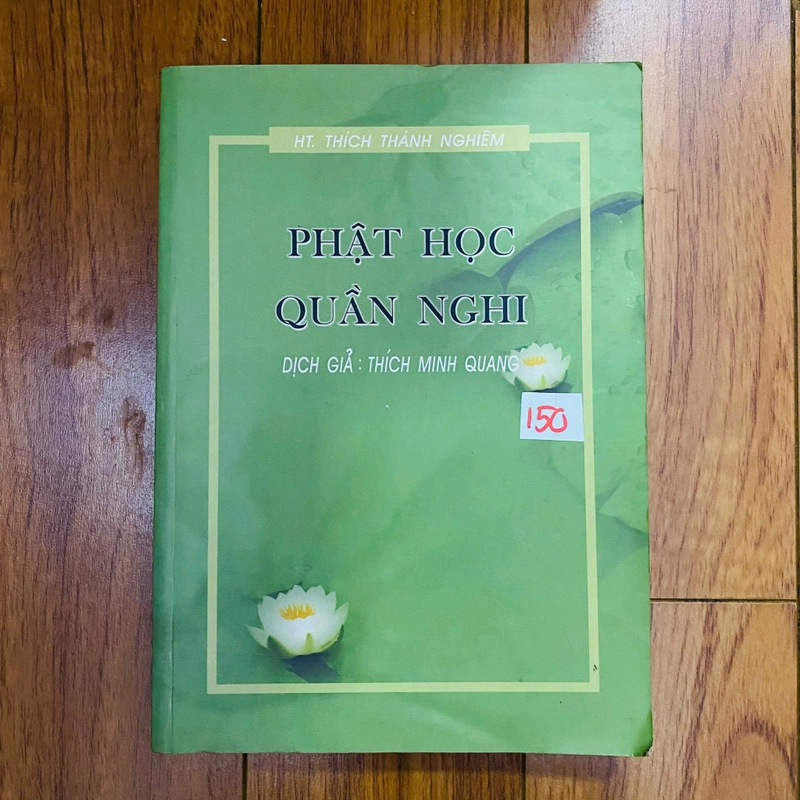 HT. THÍCH THÁNH NGHIÊM
PHẬT HỌC
QUẦN NGHI
DỊCH GIẢ : THÍCH MINH QUANG
150